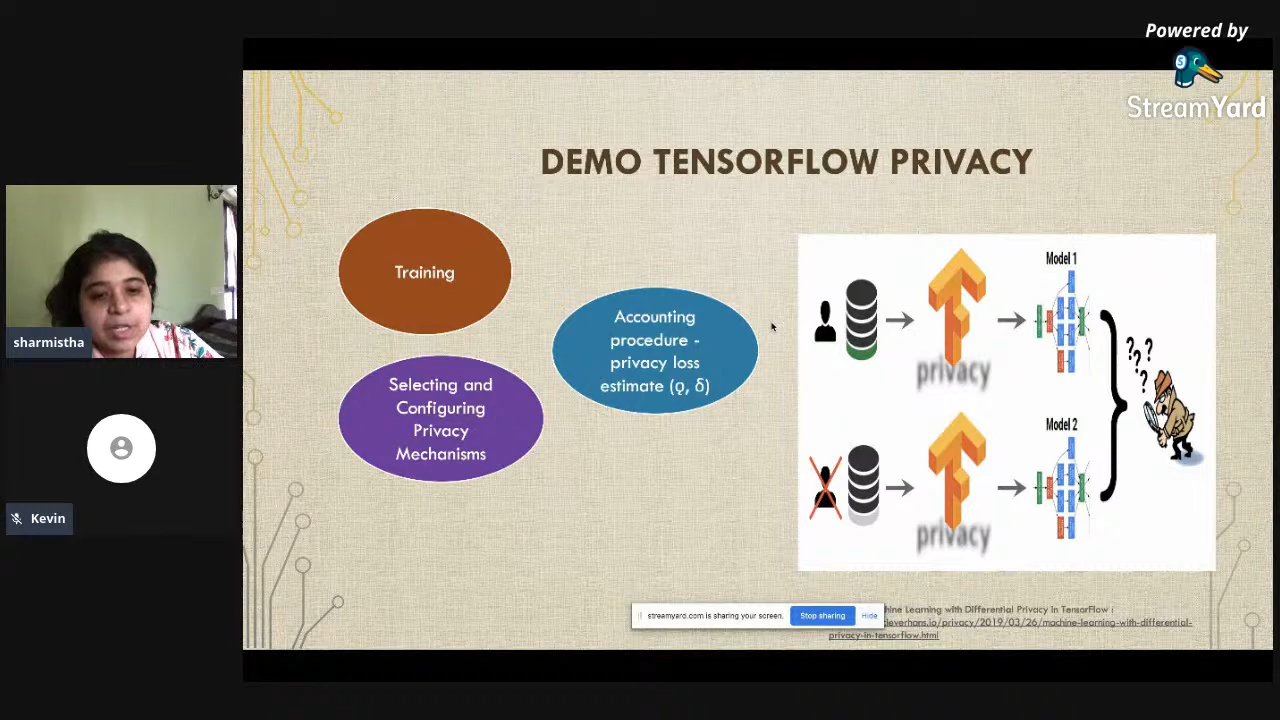 Powered by
StreamYard
DEMO TENSORFLOW PRIVACY
Training
Accounting
procedure -
privacy loss
estimate (ƍ, δ)
Selecting and
Configuring
Privacy
Mechanisms
Model 1
privacy
? ? ? ?
Model 2
privacy
sharmistha
Kevin
streamyard.com is sharing your screen.
Stop sharing
Hide
Learning with Differential Privacy in TensorFlow :
leverhans.io/privacy/2019/03/26/machine-learning-with-differential-
privacy-in-tensorflow.html